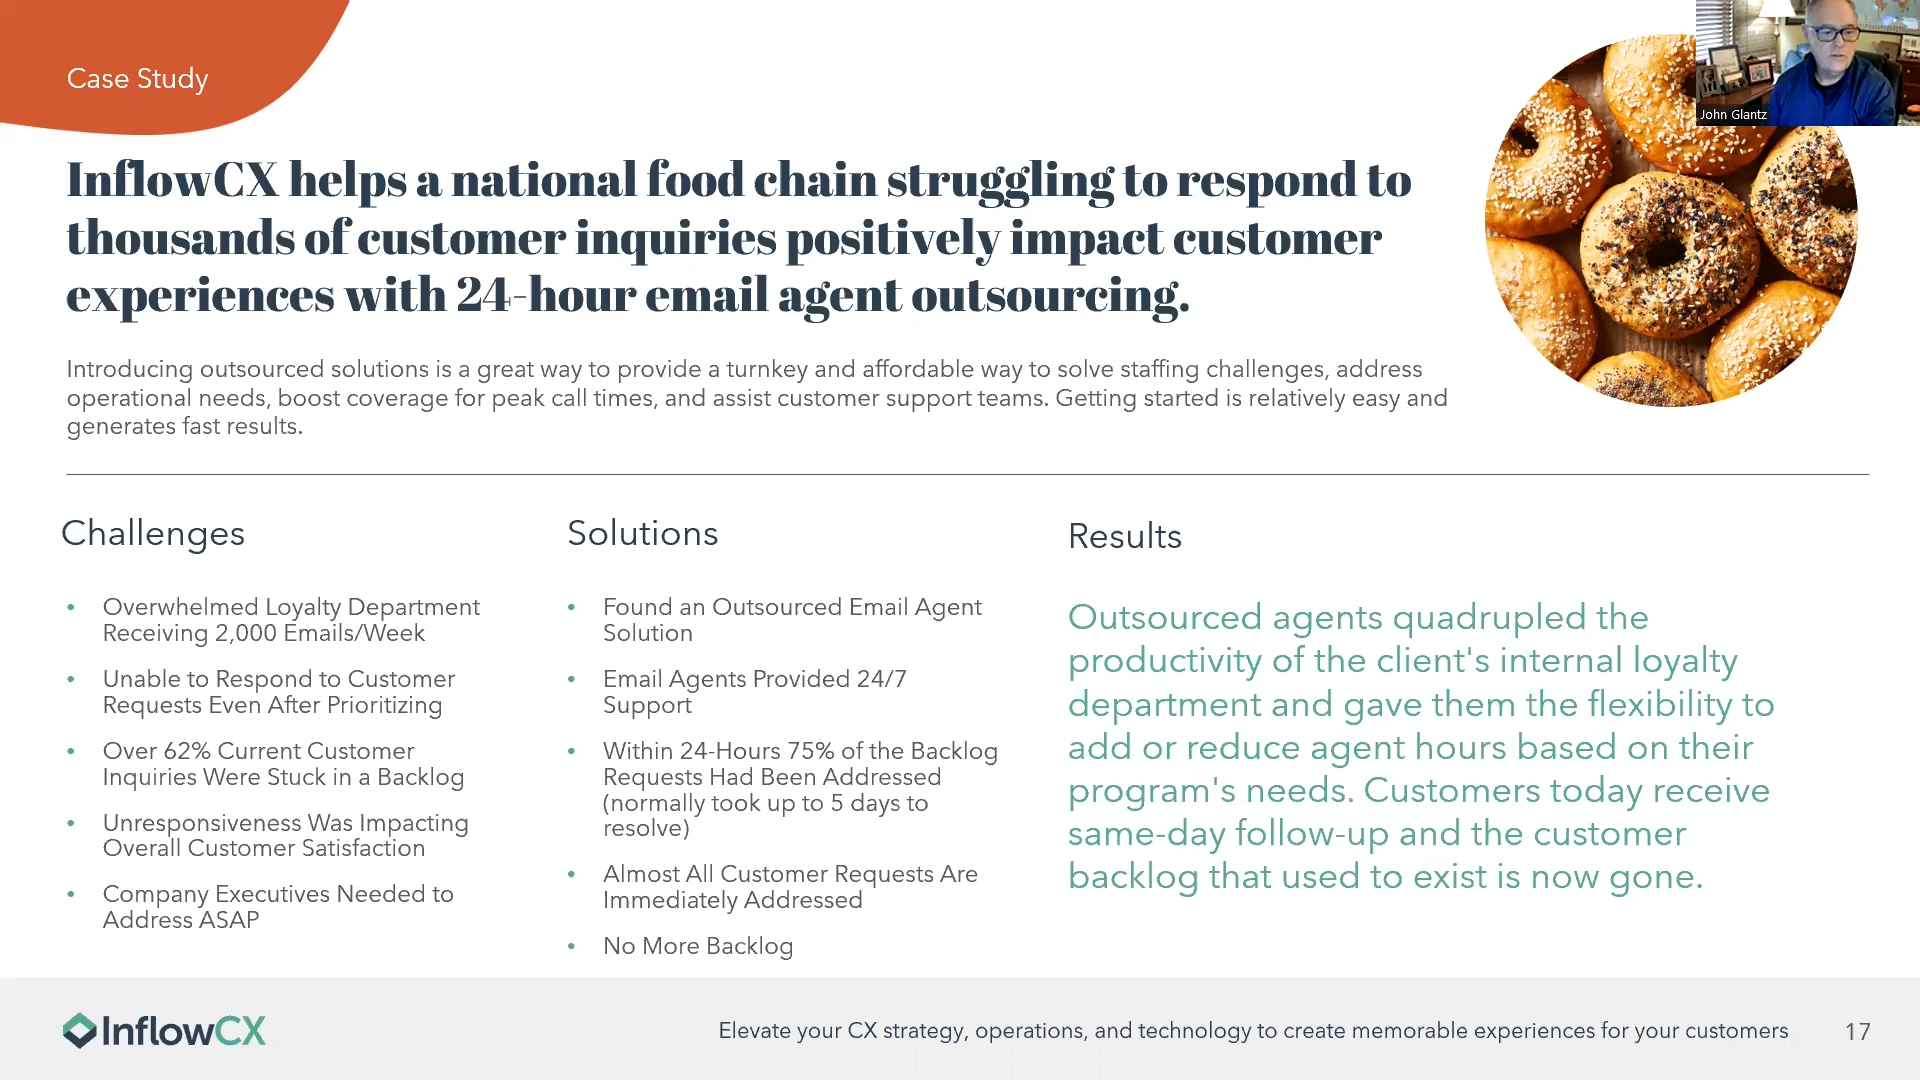 Case Study
John Glantz
InflowCX helps a national food chain struggling to respond to
thousands of customer inquiries positively impact customer
experiences with 24-hour email agent outsourcing.
Introducing outsourced solutions is a great way to provide a turnkey and affordable way to solve staffing challenges, address
operational needs, boost coverage for peak call times, and assist customer support teams. Getting started is relatively easy and
generates fast results.
Challenges
• Overwhelmed Loyalty Department
Receiving 2,000 Emails/Week
• Unable to Respond to Customer
Requests Even After Prioritizing
• Over 62% Current Customer
Inquiries Were Stuck in a Backlog
• Unresponsiveness Was Impacting
Overall Customer Satisfaction
• Company Executives Needed to
Address ASAP
Solutions
• Found an Outsourced Email Agent
Solution
• Email Agents Provided 24/7
Support
• Within 24-Hours 75% of the Backlog
Requests Had Been Addressed
(normally took up to 5 days to
resolve)
• Almost All Customer Requests Are
Immediately Addressed
• No More Backlog
Results
Outsourced agents quadrupled the
productivity of the client's internal loyalty
department and gave them the flexibility to
add or reduce agent hours based on their
program's needs. Customers today receive
same-day follow-up and the customer
backlog that used to exist is now gone.
InflowCX
Elevate your CX strategy, operations, and technology to create memorable experiences for your customers
17